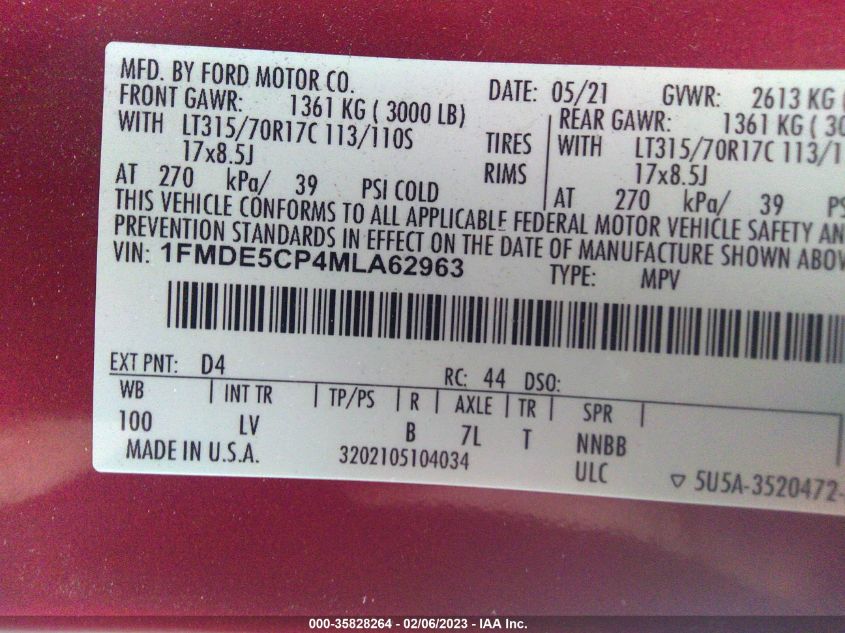 MFD. BY FORD MOTOR CO.
DATE: 05/21 GVWR: 2613 KG (
FRONT GAWR: 1361 KG ( 3000 LB)
REAR GAWR: 1361 KG ( 30
WITH LT315/70R17C 113/110S TIRES
WITH LT315/70R17C 113/1
17x8.5J RIMS
17x8.5J
AT 270 kPa/ 39 PSI COLD
AT 270 kPa/ 39 PS
THIS VEHICLE CONFORMS TO ALL APPLICABLE FEDERAL MOTOR VEHICLE SAFETY AN
PREVENTION STANDARDS IN EFFECT ON THE DATE OF MANUFACTURE SHOWN ABOV
VIN: 1FMDE5CP4MLA62963
TYPE: MPV
EXT PNT: D4 RC: 44 DSO:
WB INT TR TP/PS R AXLE TR SPR
100 LV B 7L T NNBB
MADE IN U.S.A. 3202105104034 ULC
5U5A-3520472-
000-35828264 - 02/06/2023 - IAA Inc.